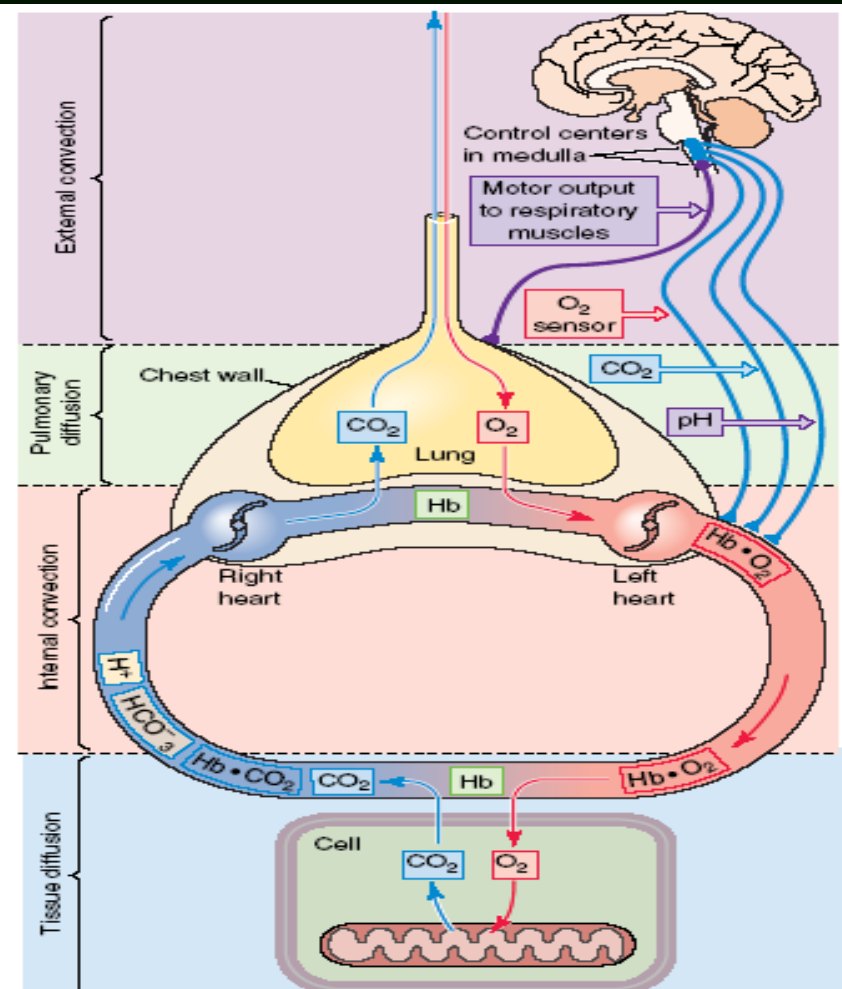 External convection
Control centers
in medulla
Motor output
to respiratory
muscles
O₂
sensor
Pulmonary
diffusion
Chest wall
CO₂
CO₂
O₂
pH
Lung
Internal convection
Hb
Hb•O₂
Right
heart
Left
heart
H⁺
HCO⁻₃
Hb•CO₂
CO₂
Hb
Hb•O₂
Tissue diffusion
Cell
CO₂
O₂